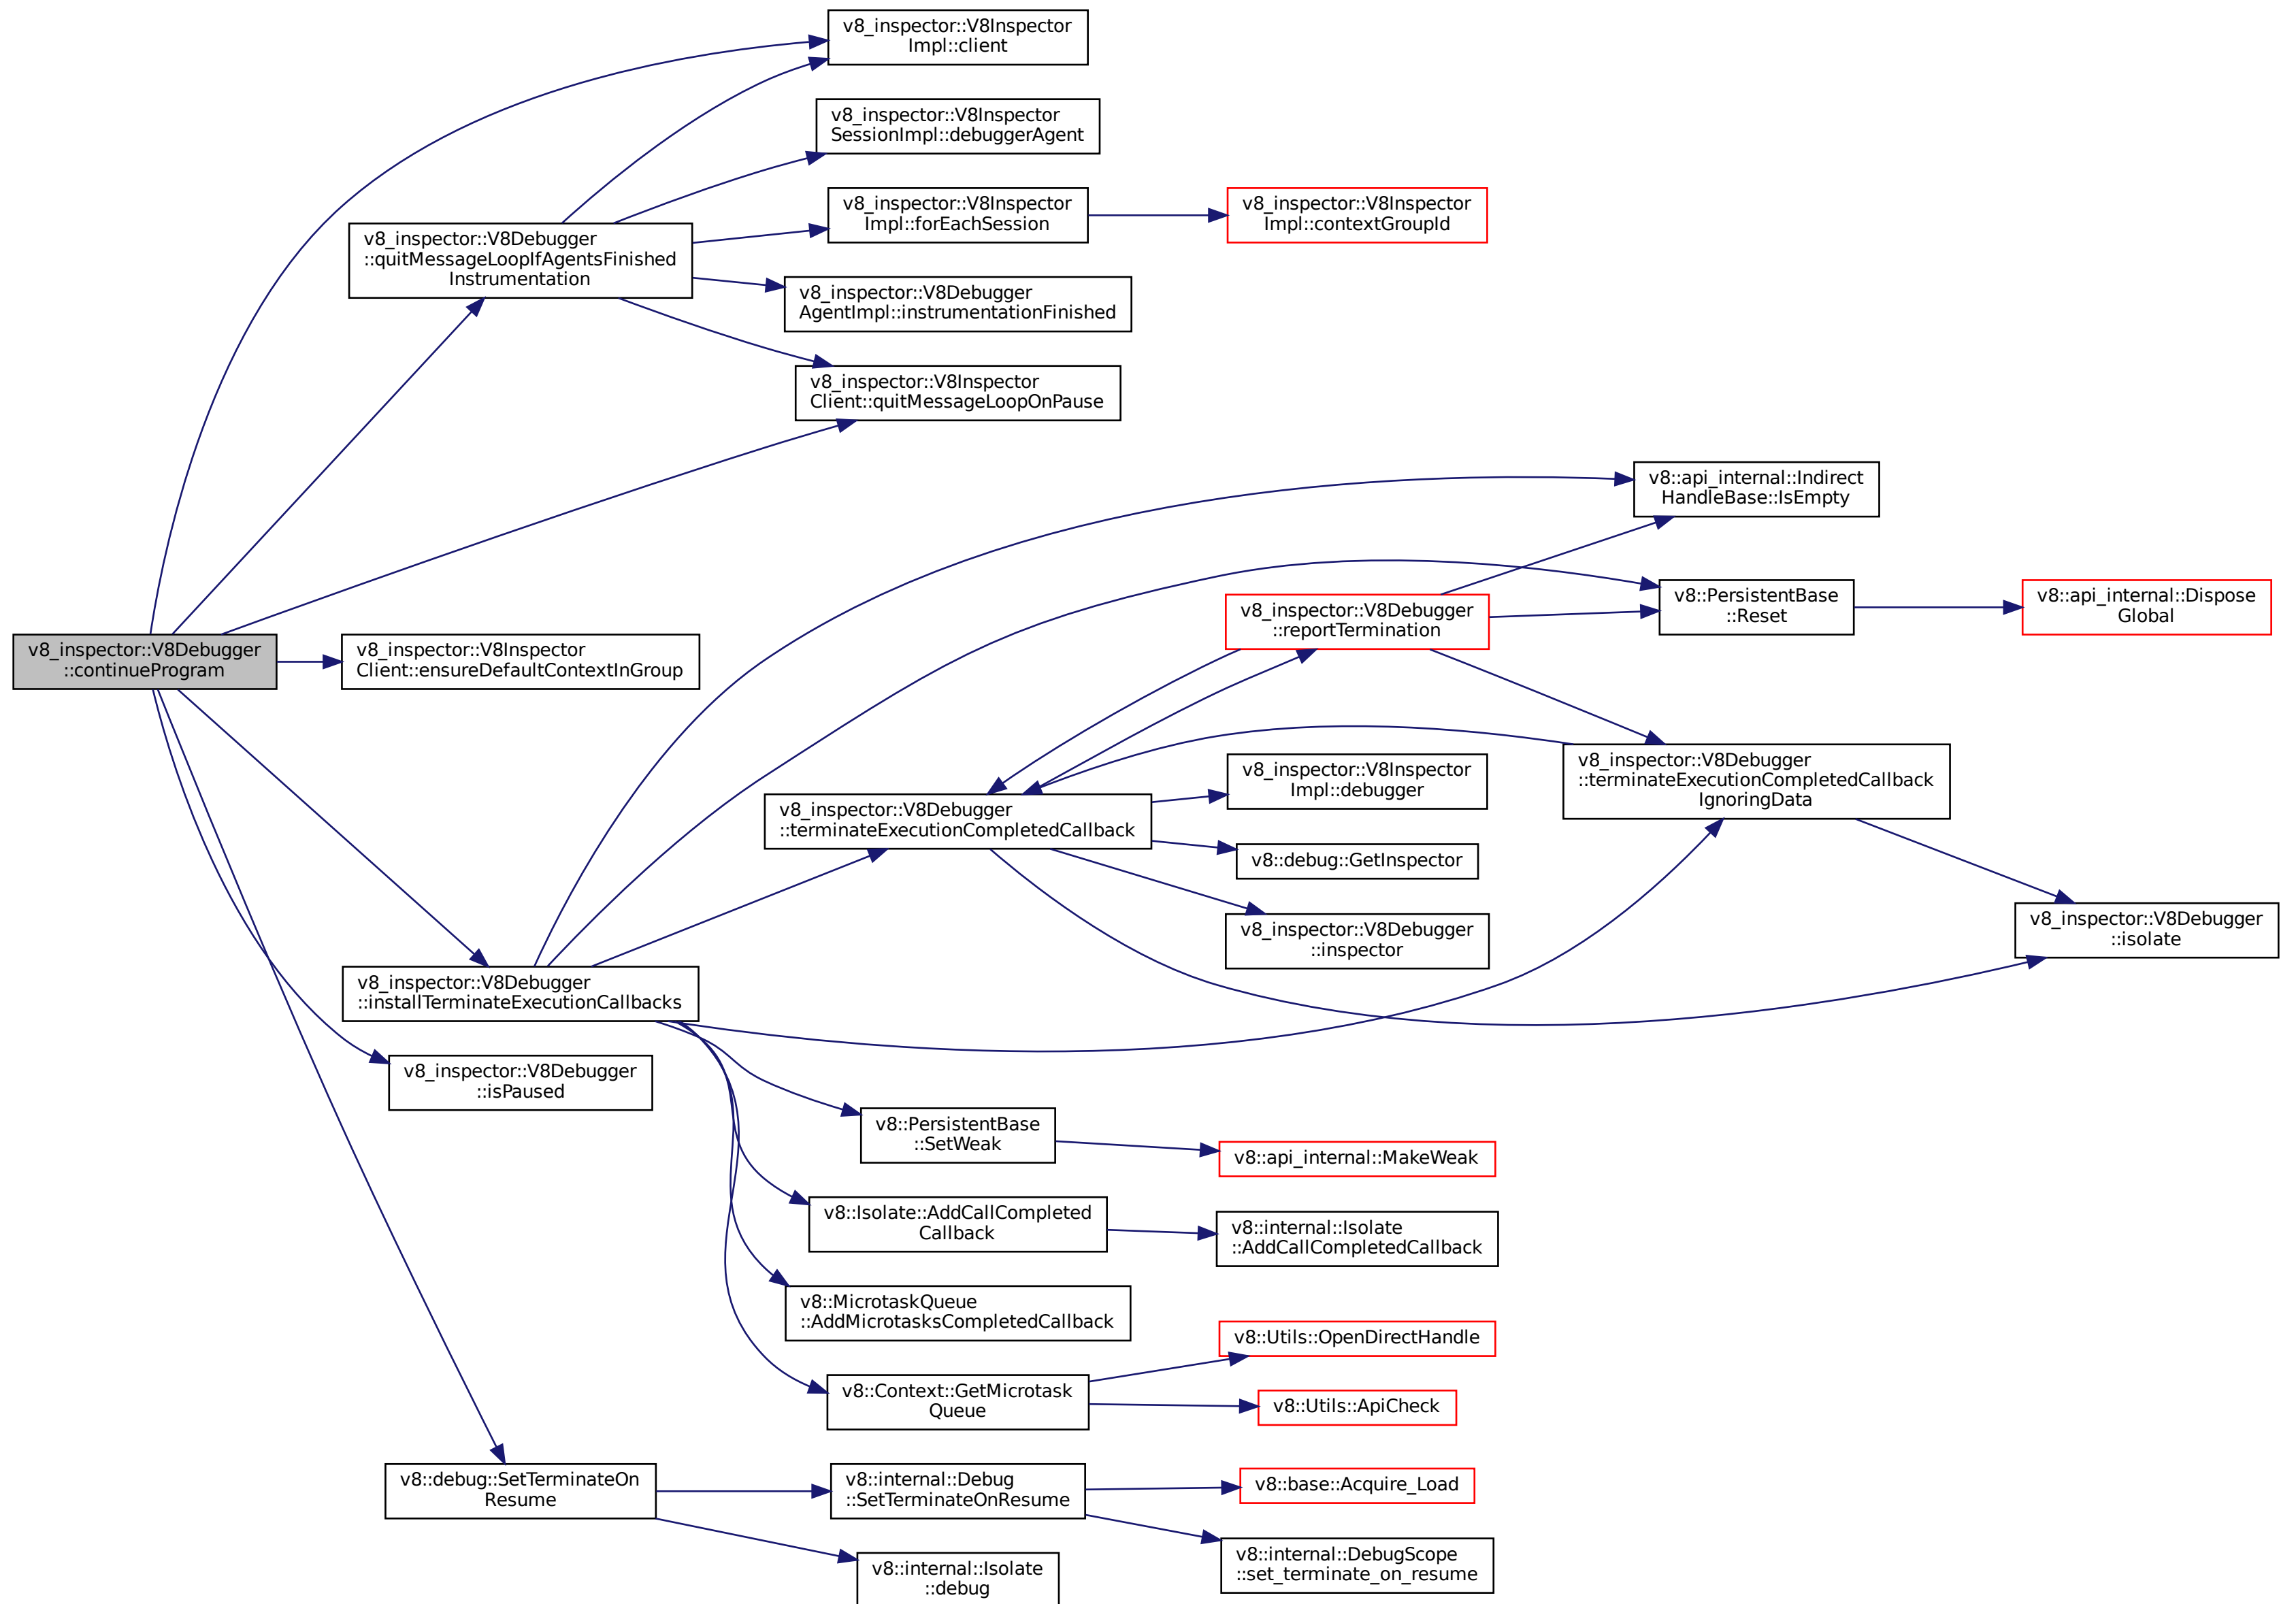 v8_inspector::V8Inspector
Impl::client
v8_inspector::V8Inspector
SessionImpl::debuggerAgent
v8_inspector::V8Inspector
Impl::forEachSession
v8_inspector::V8Inspector
Impl::contextGroupId
v8_inspector::V8Debugger
::quitMessageLoopIfAgentsFinished
Instrumentation
v8_inspector::V8Debugger
AgentImpl::instrumentationFinished
v8_inspector::V8Inspector
Client::quitMessageLoopOnPause
v8::api_internal::Indirect
HandleBase::IsEmpty
v8_inspector::V8Debugger
::reportTermination
v8::PersistentBase
::Reset
v8::api_internal::Dispose
Global
v8_inspector::V8Debugger
::continueProgram
v8_inspector::V8Inspector
Client::ensureDefaultContextInGroup
v8_inspector::V8Debugger
::terminateExecutionCompletedCallback
v8_inspector::V8Inspector
Impl::debugger
v8_inspector::V8Debugger
::terminateExecutionCompletedCallback
IgnoringData
v8::debug::GetInspector
v8_inspector::V8Debugger
::inspector
v8_inspector::V8Debugger
::isolate
v8_inspector::V8Debugger
::installTerminateExecutionCallbacks
v8_inspector::V8Debugger
::isPaused
v8::PersistentBase
::SetWeak
v8::api_internal::MakeWeak
v8::Isolate::AddCallCompleted
Callback
v8::internal::Isolate
::AddCallCompletedCallback
v8::MicrotaskQueue
::AddMicrotasksCompletedCallback
v8::Utils::OpenDirectHandle
v8::Context::GetMicrotask
Queue
v8::Utils::ApiCheck
v8::debug::SetTerminateOn
Resume
v8::internal::Debug
::SetTerminateOnResume
v8::base::Acquire_Load
v8::internal::DebugScope
::set_terminate_on_resume
v8::internal::Isolate
::debug